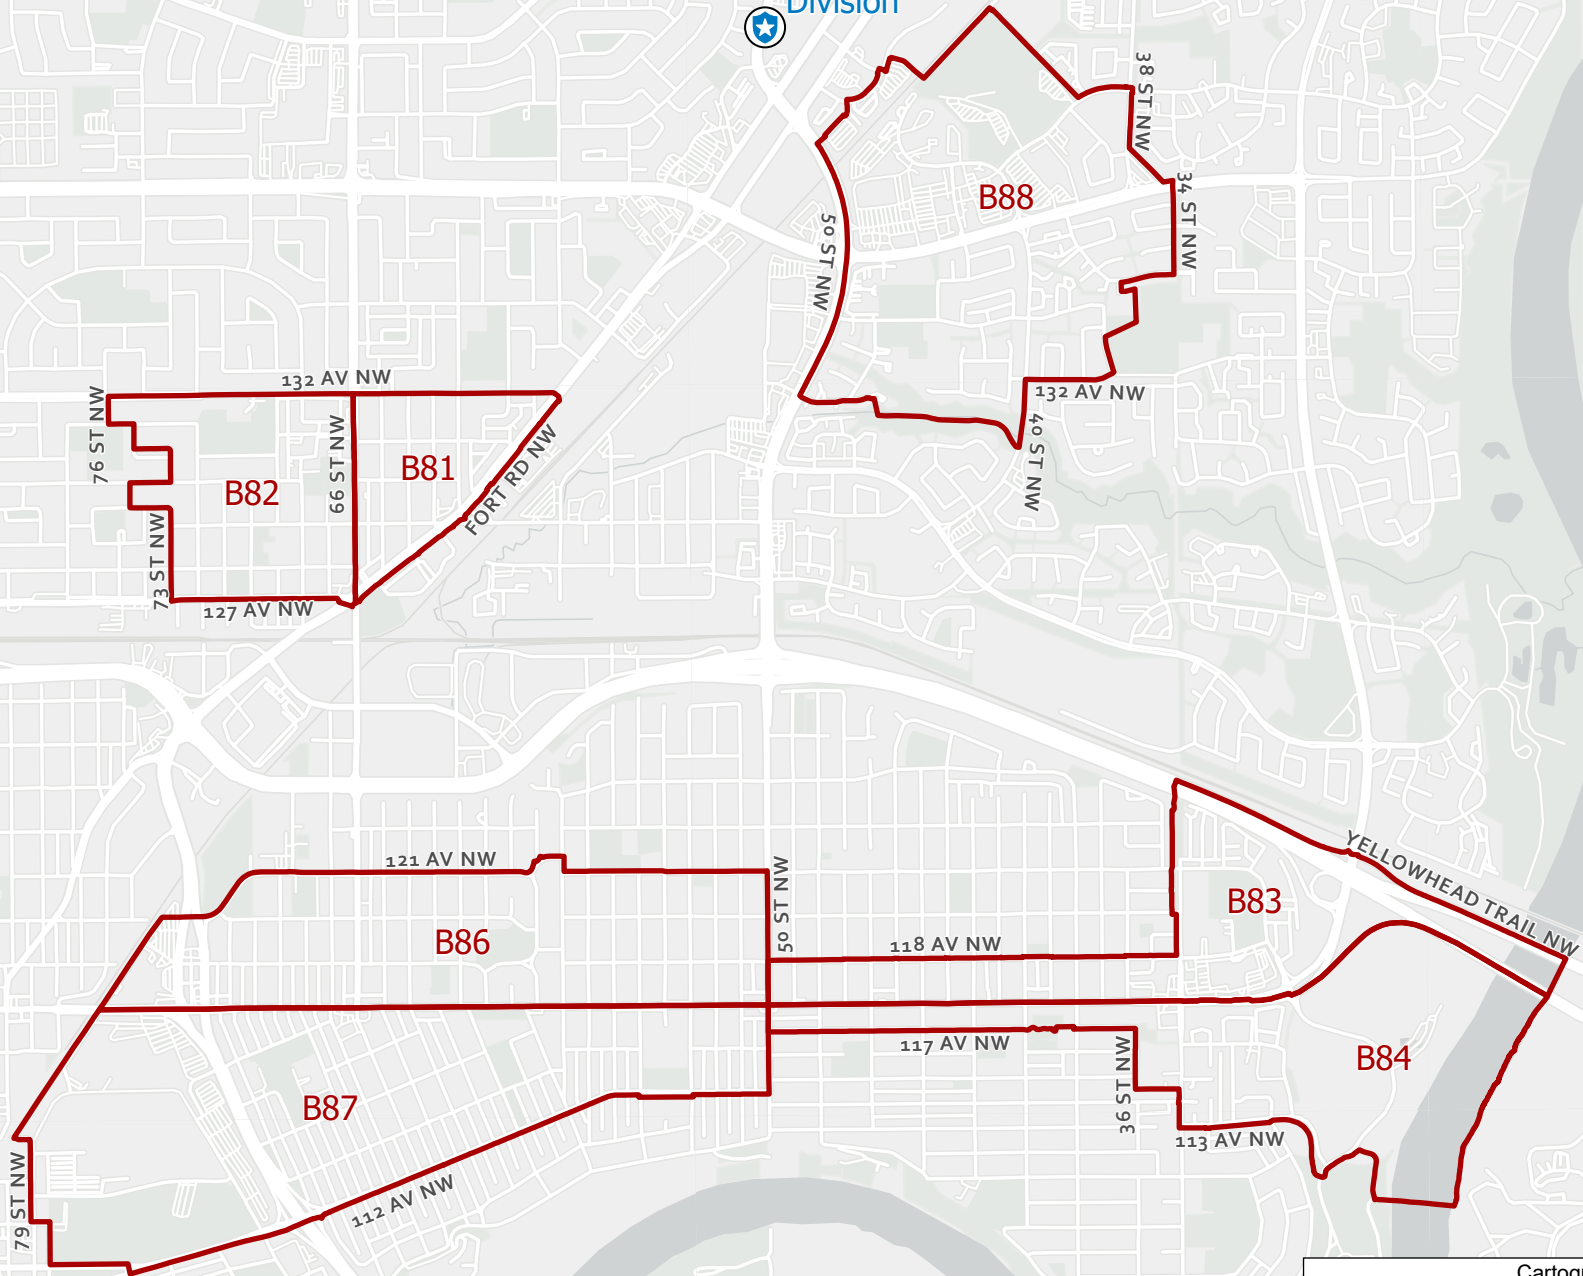 Division
38 ST NW
34 ST NW
B88
50 ST NW
132 AV NW
76 ST NW
132 AV NW
66 ST NW
B81
FORT RD NW
40 ST NW
B82
73 ST NW
127 AV NW
YELLOWHEAD TRAIL NW
121 AV NW
50 ST NW
B83
B86
118 AV NW
117 AV NW
36 ST NW
B84
B87
113 AV NW
79 ST NW
112 AV NW